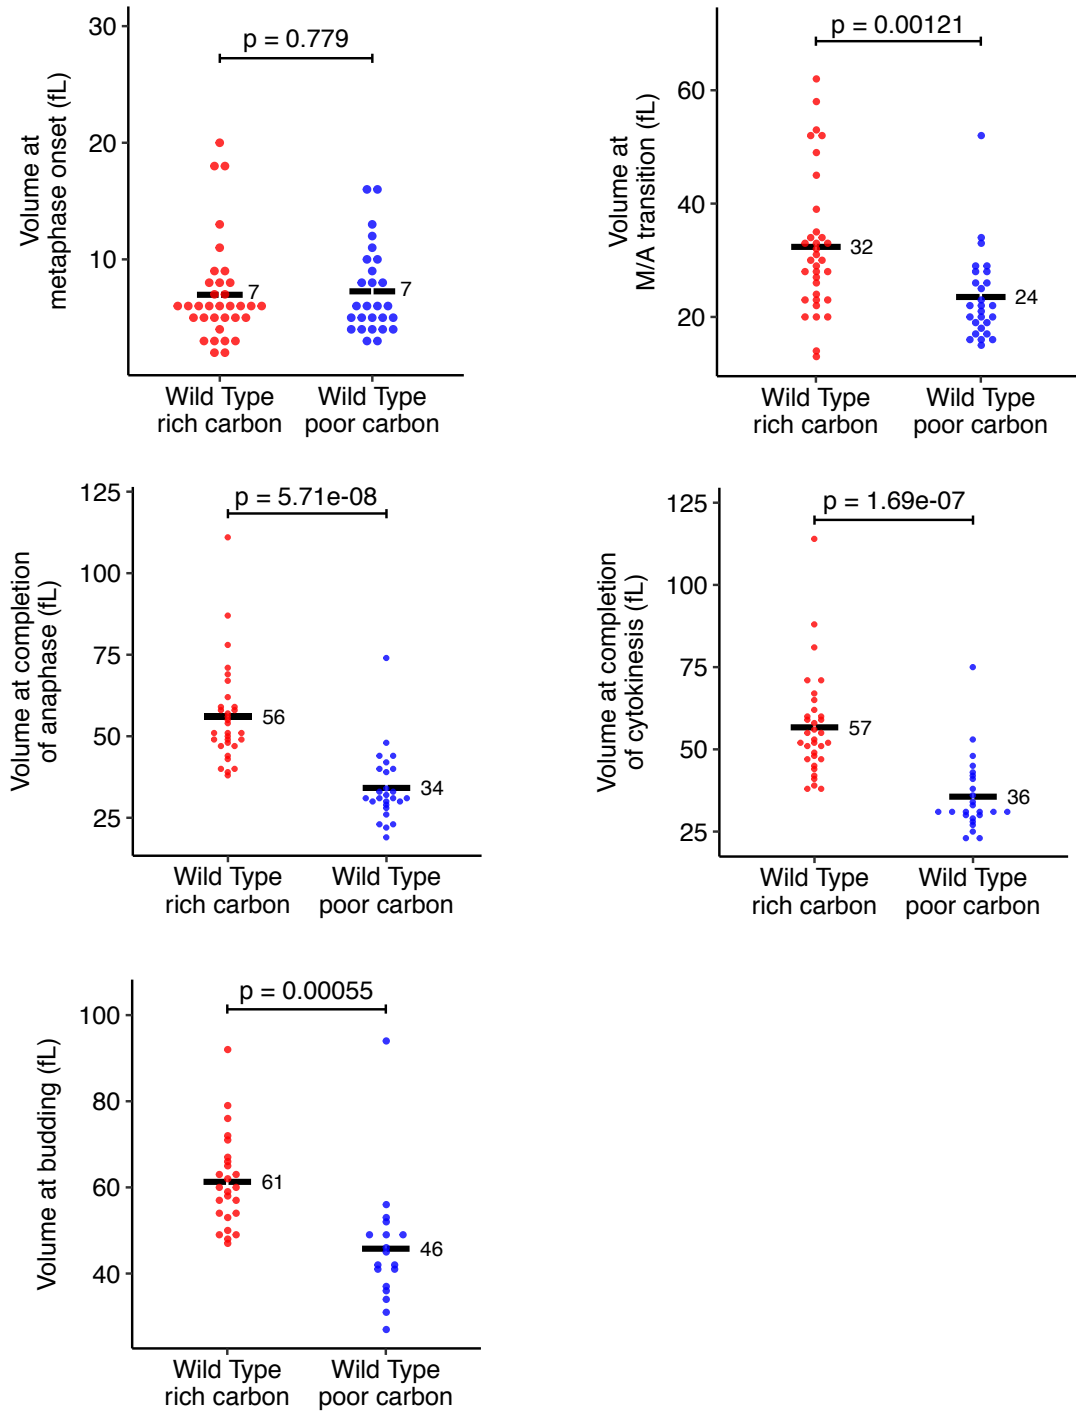 Volume at
metaphase onset (fL)
30
20
10
p = 0.779
7
7
Wild Type
rich carbon
Wild Type
poor carbon
Volume at
M/A transition (fL)
60
40
20
p = 0.00121
32
24
Wild Type
rich carbon
Wild Type
poor carbon
Volume at completion
of anaphase (fL)
125
100
75
50
25
p = 5.71e-08
56
34
Wild Type
rich carbon
Wild Type
poor carbon
Volume at completion
of cytokinesis (fL)
125
100
75
50
25
p = 1.69e-07
57
36
Wild Type
rich carbon
Wild Type
poor carbon
Volume at budding (fL)
100
80
60
40
p = 0.00055
61
46
Wild Type
rich carbon
Wild Type
poor carbon